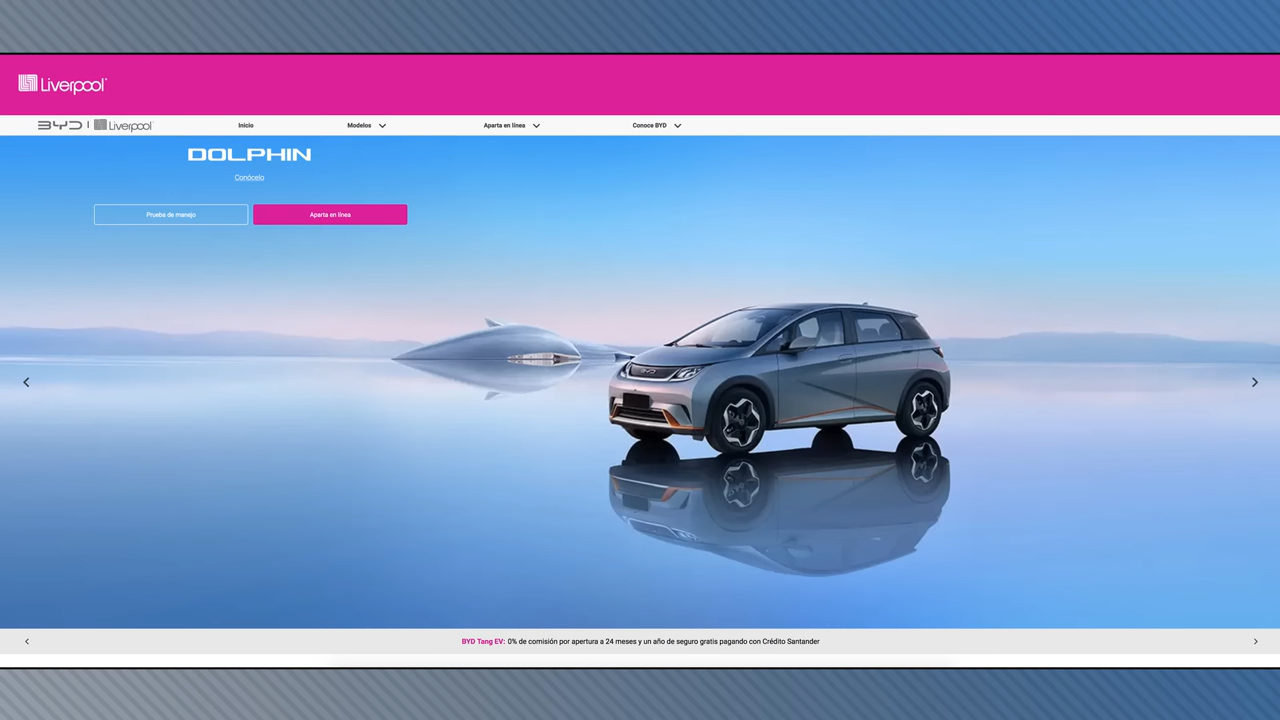 Liverpool
BYD | Liverpool
Inicio
Modelos
Aparta en línea
Conoce BYD
DOLPHIN
Conócelo
Prueba de manejo
Aparta en línea
BYD
BYD Tang EV: 0% de comisión por apertura a 24 meses y un año de seguro gratis pagando con Crédito Santander